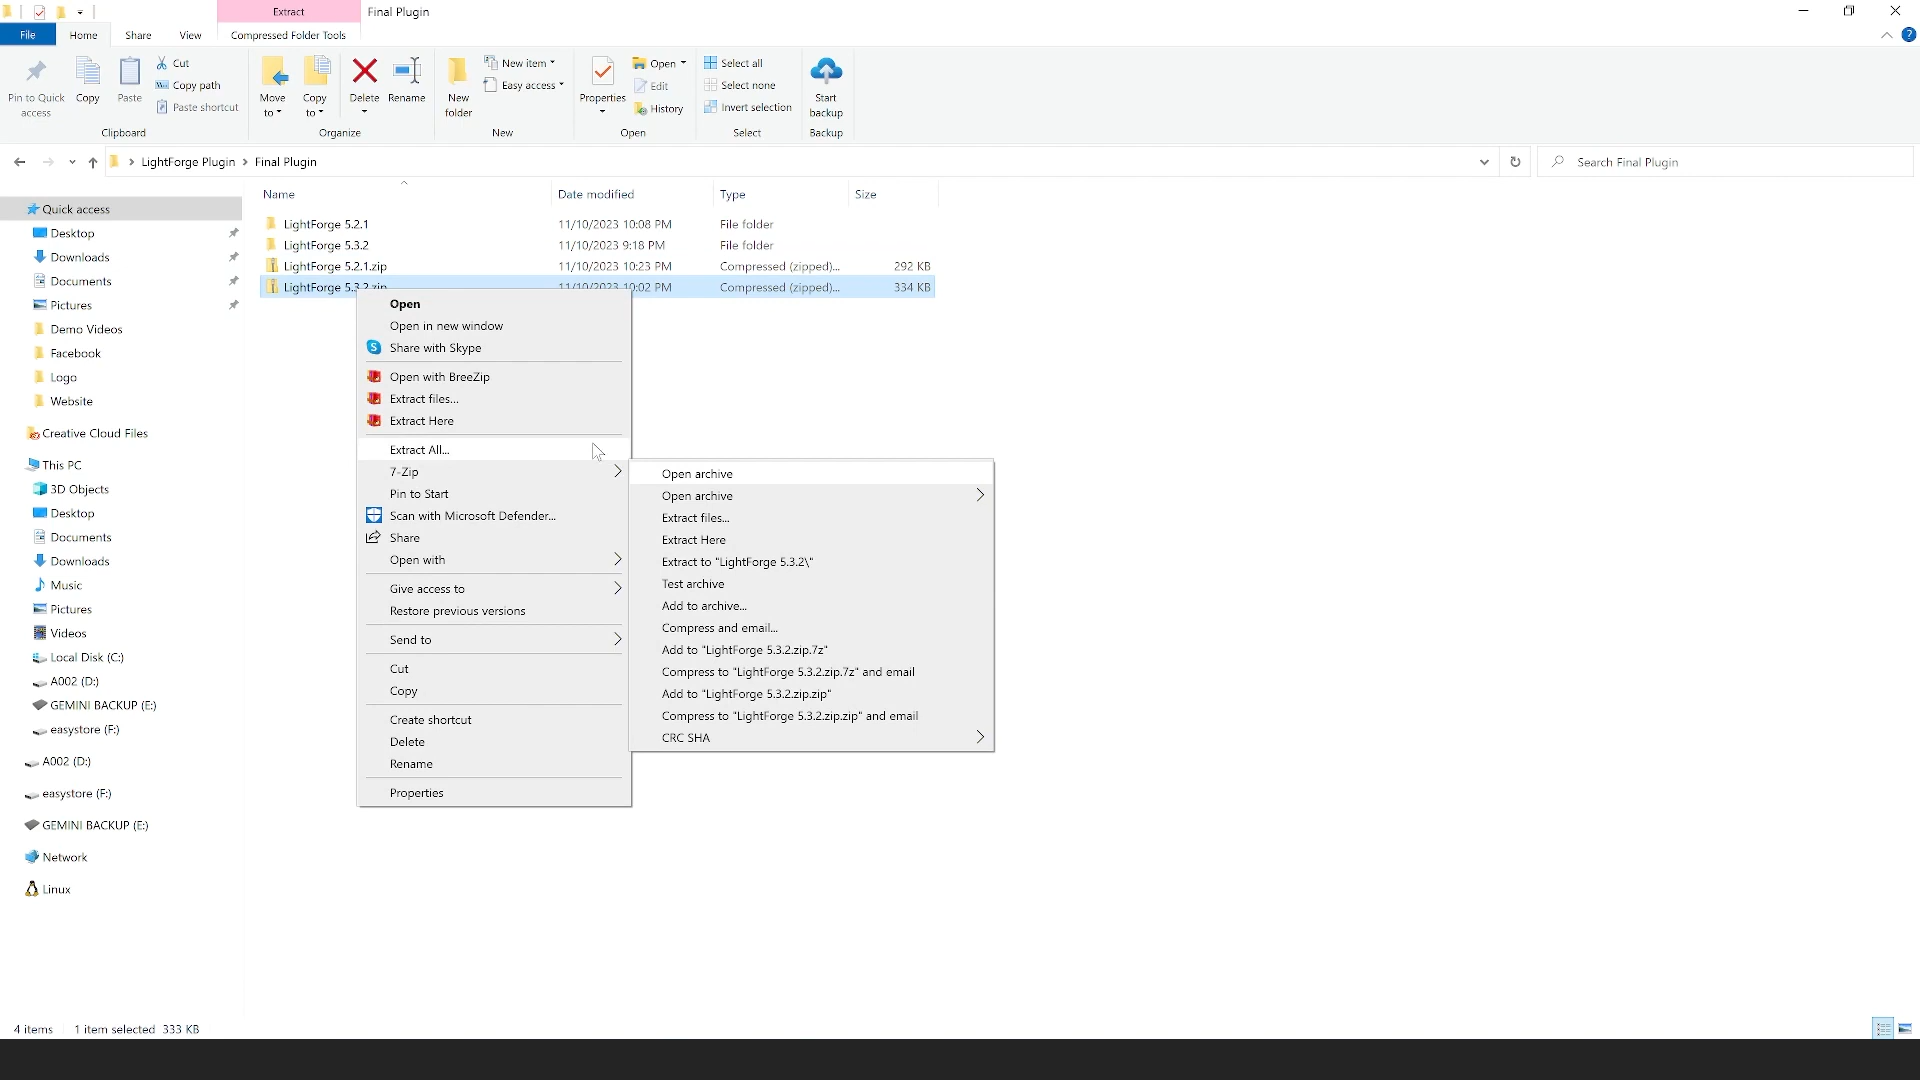 Extract
Final Plugin
File
Home
Share
View
Compressed Folder Tools
Pin to Quick access
Copy
Paste
Cut
Copy path
Paste shortcut
Clipboard
Move to
Copy to
Delete
Rename
Organize
New folder
New item
Easy access
New
Properties
Open
Edit
History
Open
Select all
Select none
Invert selection
Select
Start backup
Backup
LightForge Plugin
Final Plugin
Search Final Plugin
Name
Date modified
Type
Size
LightForge 5.2.1 11/10/2023 10:08 PM File folder
LightForge 5.3.2 11/10/2023 9:18 PM File folder
LightForge 5.2.1.zip 11/10/2023 10:23 PM Compressed (zipped)... 292 KB
LightForge 5.3.2.zip 11/10/2023 10:02 PM Compressed (zipped)... 334 KB
Quick access
Desktop
Downloads
Documents
Pictures
Demo Videos
Facebook
Logo
Website
Creative Cloud Files
This PC
3D Objects
Desktop
Documents
Downloads
Music
Pictures
Videos
Local Disk (C:)
A002 (D:)
GEMINI BACKUP (E:)
easystore (F:)
A002 (D:)
easystore (F:)
GEMINI BACKUP (E:)
Network
Linux
Open
Open in new window
S Share with Skype
Open with BreeZip
Extract files...
Extract Here
Extract All...
7-Zip
Pin to Start
Scan with Microsoft Defender...
Share
Open with
Give access to
Restore previous versions
Send to
Cut
Copy
Create shortcut
Delete
Rename
Properties
Open archive
Open archive
Extract files...
Extract Here
Extract to "LightForge 5.3.2\"
Test archive
Add to archive...
Compress and email...
Add to "LightForge 5.3.2.zip.7z"
Compress to "LightForge 5.3.2.zip.7z" and email
Add to "LightForge 5.3.2.zip.zip"
Compress to "LightForge 5.3.2.zip.zip" and email
CRC SHA
4 items
1 item selected 333 KB